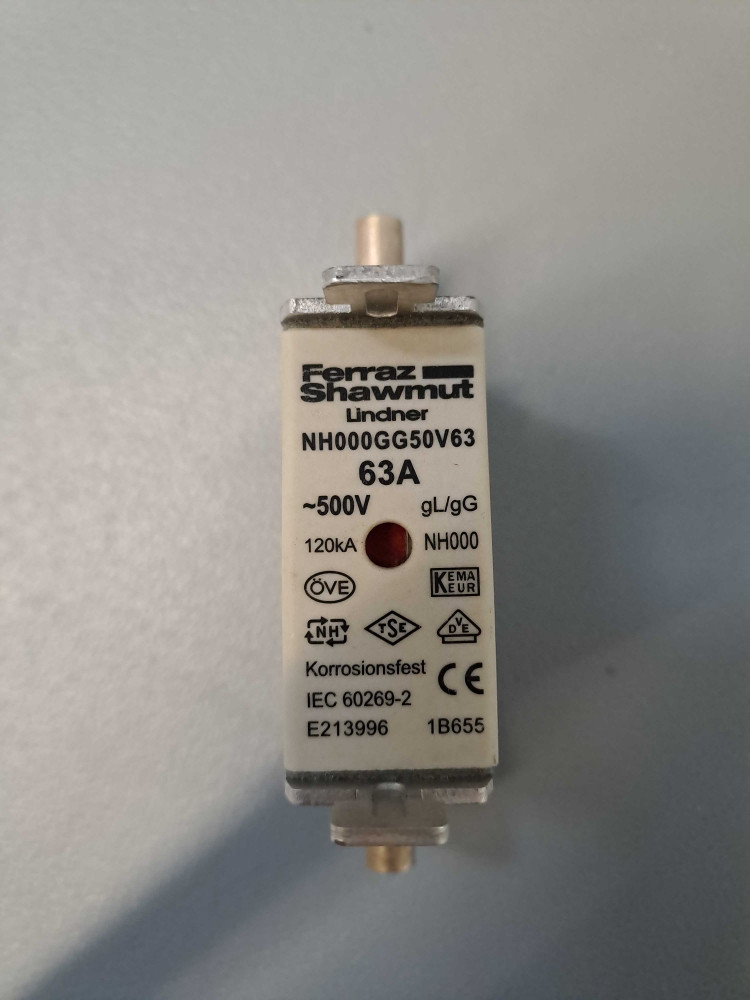 Ferraz
Shawmut
Lindner
NH000GG50V63
63A
~500V gL/gG
120kA NH000
ÖVE KEMA EUR
NH TSE DVE
Korrosionsfest CE
IEC 60269-2
E213996 1B655